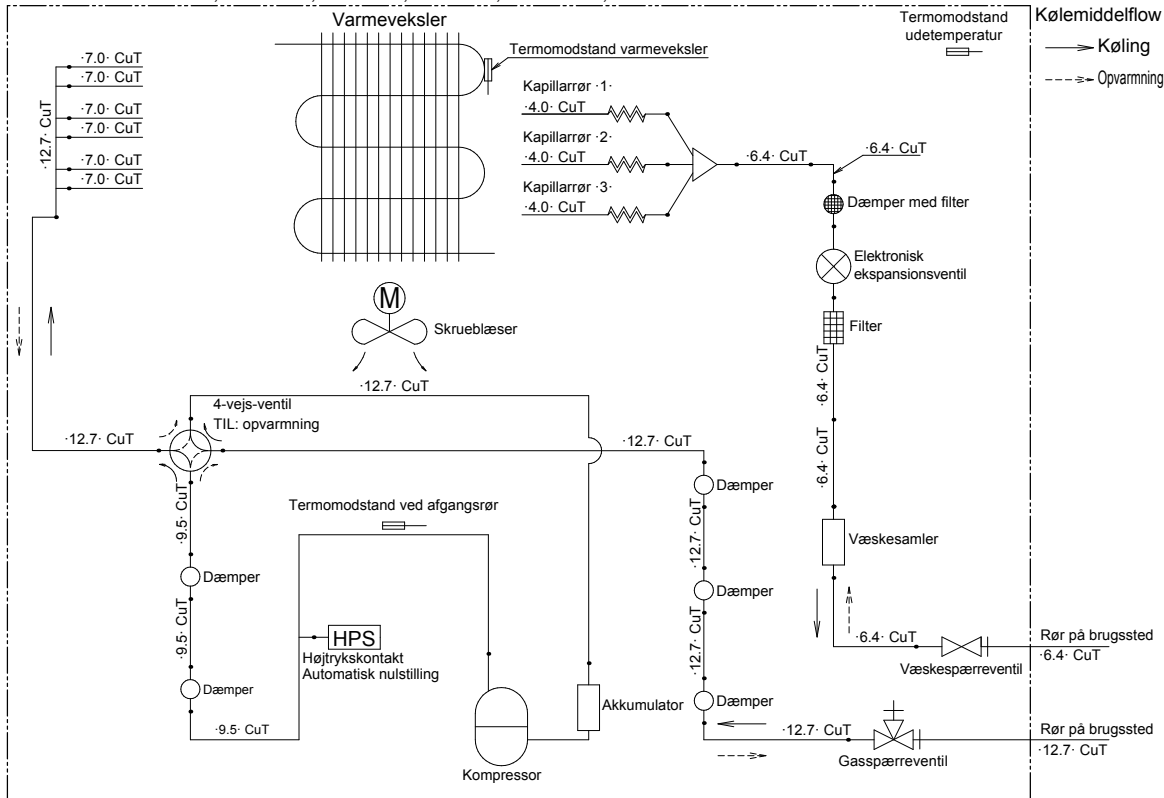 Varmeveksler
Termomodstand
udetemperatur
Kølemiddelflow
Køling
Opvarmning
Termomodstand varmeveksler
·7.0· CuT
·7.0· CuT
·7.0· CuT
·7.0· CuT
·7.0· CuT
·7.0· CuT
·12.7· CuT
Kapillarrør ·1·
·4.0· CuT
Kapillarrør ·2·
·4.0· CuT
Kapillarrør ·3·
·4.0· CuT
·6.4· CuT
·6.4· CuT
Dæmper med filter
Elektronisk
ekspansionsventil
Filter
M
Skrueblæser
·6.4· CuT
·12.7· CuT
4-vejs-ventil
TIL: opvarmning
·12.7· CuT
·12.7· CuT
·6.4· CuT
Dæmper
·9.5· CuT
Termomodstand ved afgangsrør
·12.7· CuT
Væskesamler
Dæmper
Dæmper
·9.5· CuT
HPS
Højtrykskontakt
Automatisk nulstilling
·12.7· CuT
·6.4· CuT
Rør på brugssted
·6.4· CuT
Væskespærreventil
Dæmper
Akkumulator
Dæmper
·9.5· CuT
·12.7· CuT
Rør på brugssted
·12.7· CuT
Gasspærreventil
Kompressor